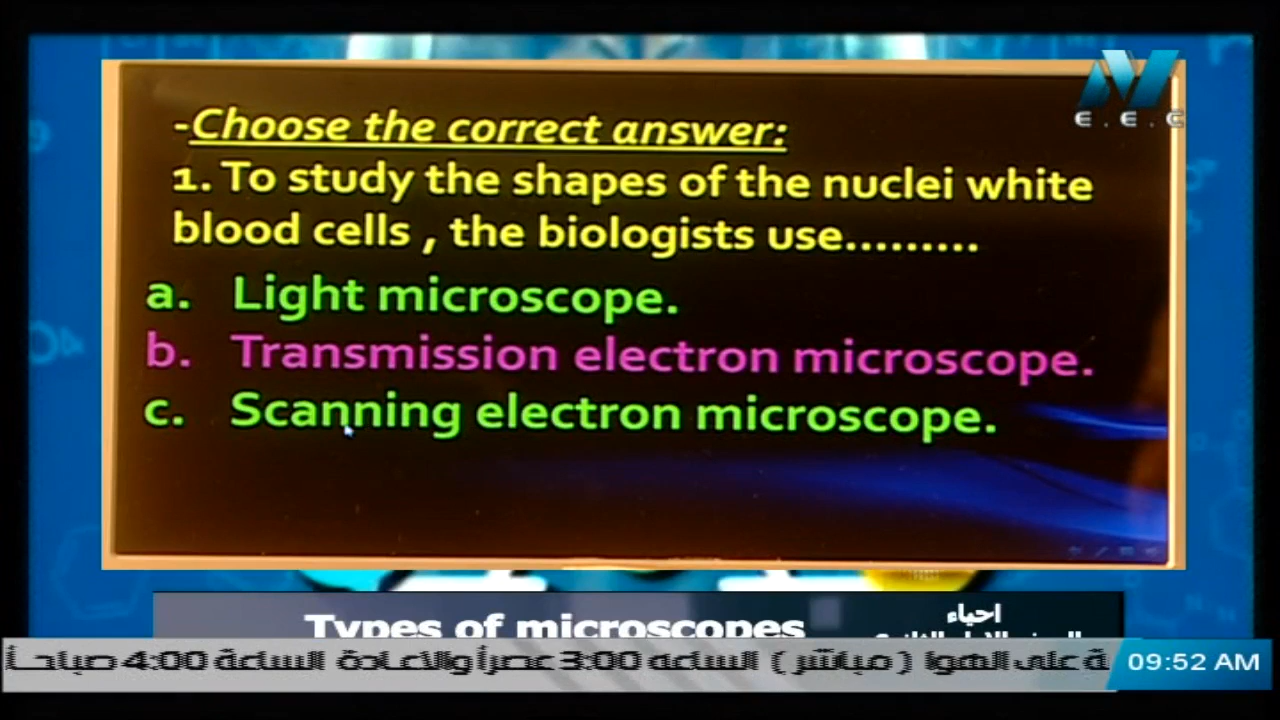 E.E.C
-Choose the correct answer:
1. To study the shapes of the nuclei white
blood cells , the biologists use.........
a. Light microscope.
b. Transmission electron microscope.
c. Scanning electron microscope.
Types of microscopes
احياء
ة على الهوا ( مباشر ) الساعه 3:00 عصراً والاعادة الساعة 4:00 صباحاً
09:52 AM